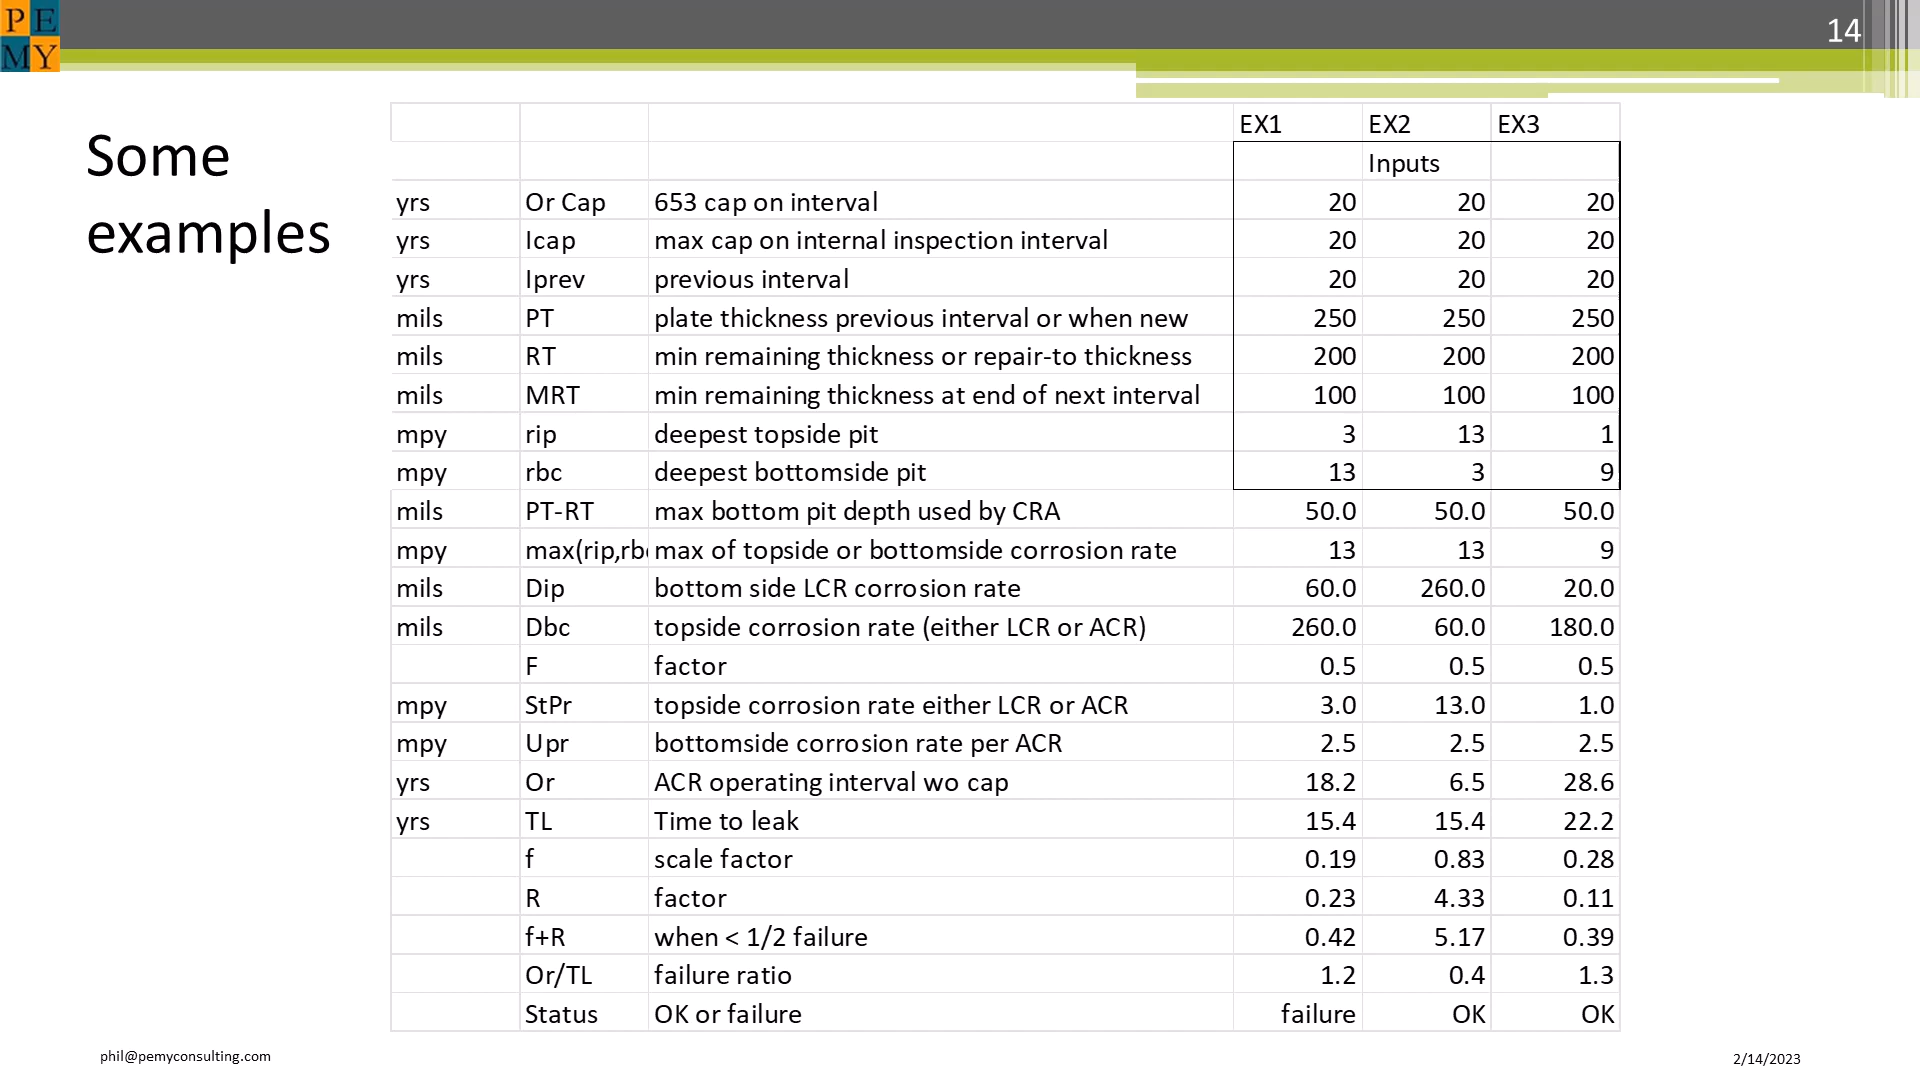 P E
M Y
14
Some
examples
EX1 EX2 EX3
Inputs
yrs Or Cap 653 cap on interval 20 20 20
yrs Icap max cap on internal inspection interval 20 20 20
yrs Iprev previous interval 20 20 20
mils PT plate thickness previous interval or when new 250 250 250
mils RT min remaining thickness or repair-to thickness 200 200 200
mils MRT min remaining thickness at end of next interval 100 100 100
mpy rip deepest topside pit 3 13 1
mpy rbc deepest bottomside pit 13 3 9
mils PT-RT max bottom pit depth used by CRA 50.0 50.0 50.0
mpy max(rip,rb max of topside or bottomside corrosion rate 13 13 9
mils Dip bottom side LCR corrosion rate 60.0 260.0 20.0
mils Dbc topside corrosion rate (either LCR or ACR) 260.0 60.0 180.0
F factor 0.5 0.5 0.5
mpy StPr topside corrosion rate either LCR or ACR 3.0 13.0 1.0
mpy Upr bottomside corrosion rate per ACR 2.5 2.5 2.5
yrs Or ACR operating interval wo cap 18.2 6.5 28.6
yrs TL Time to leak 15.4 15.4 22.2
f scale factor 0.19 0.83 0.28
R factor 0.23 4.33 0.11
f+R when < 1/2 failure 0.42 5.17 0.39
Or/TL failure ratio 1.2 0.4 1.3
Status OK or failure failure OK OK
phil@pemyconsulting.com
2/14/2023